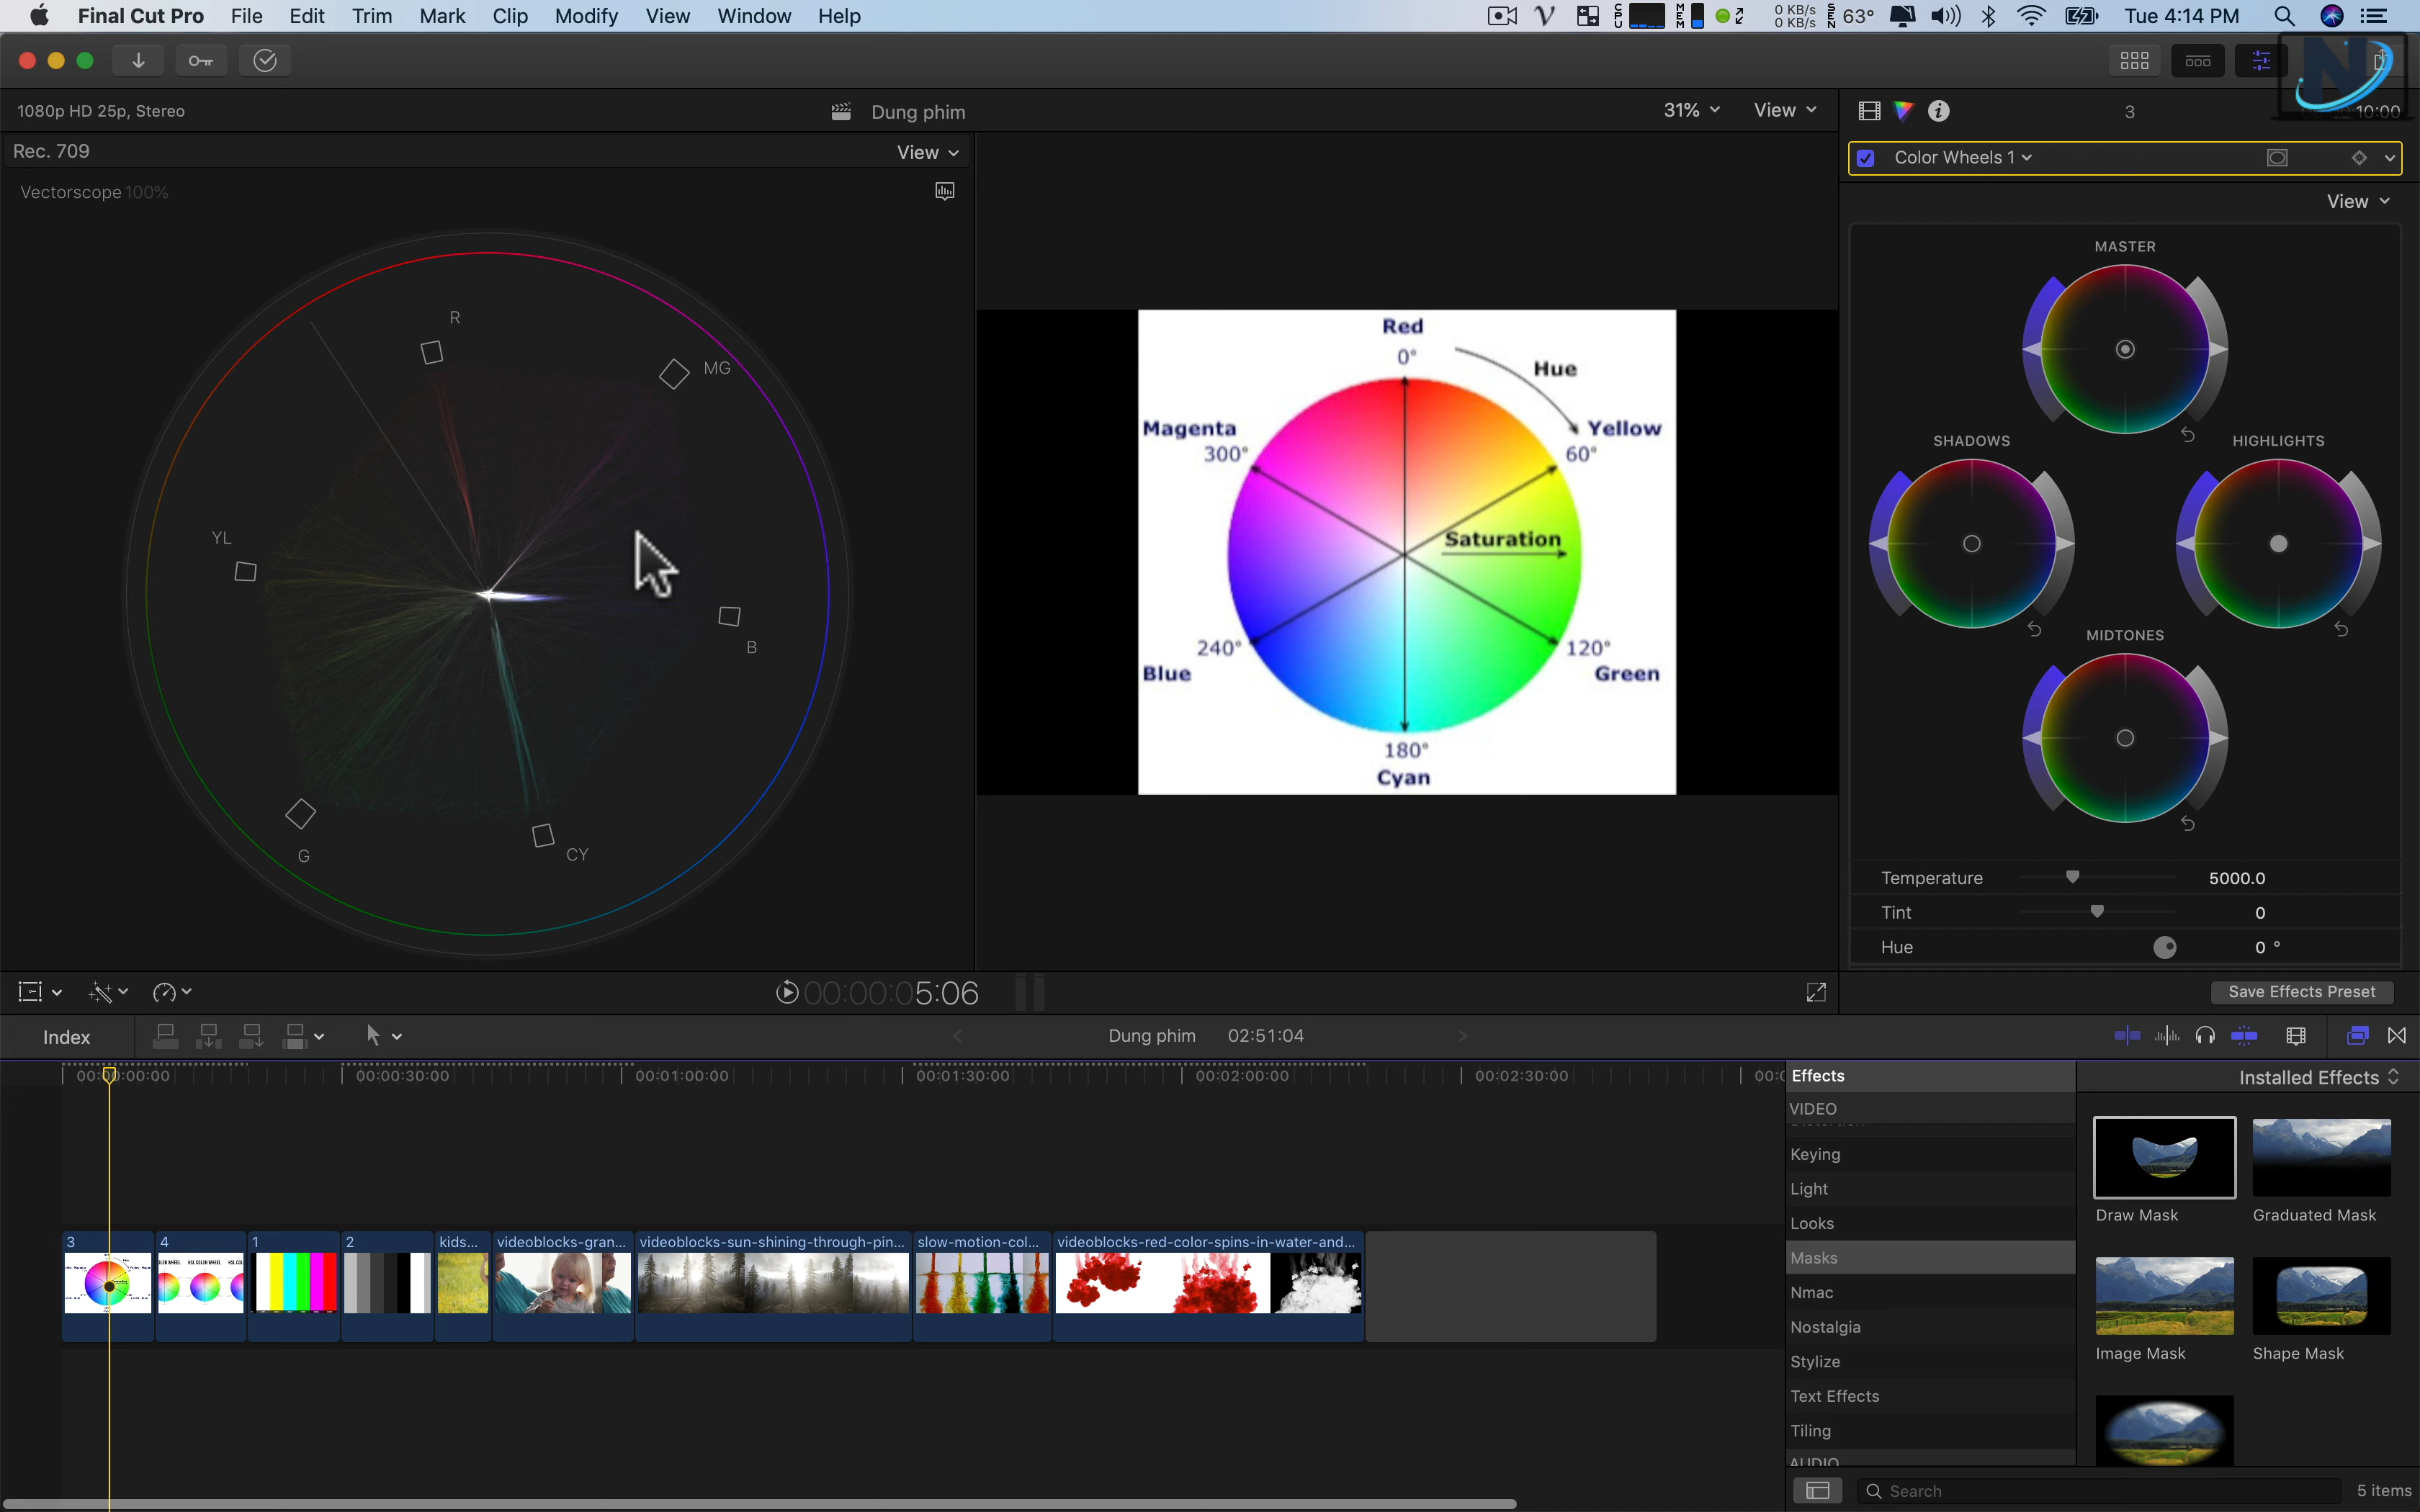 Final Cut Pro File Edit Trim Mark Clip Modify View Window Help
CPU MEM 0 KB/s 0 KB/s SEN 63° Tue 4:14 PM
1080p HD 25p, Stereo
Dung phim
31% View
3
10:00
Rec. 709
View
Color Wheels 1
Vectorscope 100%
View
R
MG
YL
B
G
CY
Red
0°
Hue
Magenta
300°
Yellow
60°
Saturation
240°
Blue
120°
Green
180°
Cyan
MASTER
SHADOWS
HIGHLIGHTS
MIDTONES
Temperature 5000.0
Tint 0
Hue 0 °
00:00:05:06
Save Effects Preset
Index
Dung phim 02:51:04
00:00:00:00 00:00:30:00 00:01:00:00 00:01:30:00 00:02:00:00 00:02:30:00
3
4
1
2
kids...
videoblocks-gran...
videoblocks-sun-shining-through-pin...
slow-motion-col...
videoblocks-red-color-spins-in-water-and...
Effects
Installed Effects
VIDEO
Distortion
Keying
Light
Looks
Masks
Nmac
Nostalgia
Stylize
Text Effects
Tiling
AUDIO
Draw Mask
Graduated Mask
Image Mask
Shape Mask
Search
5 items